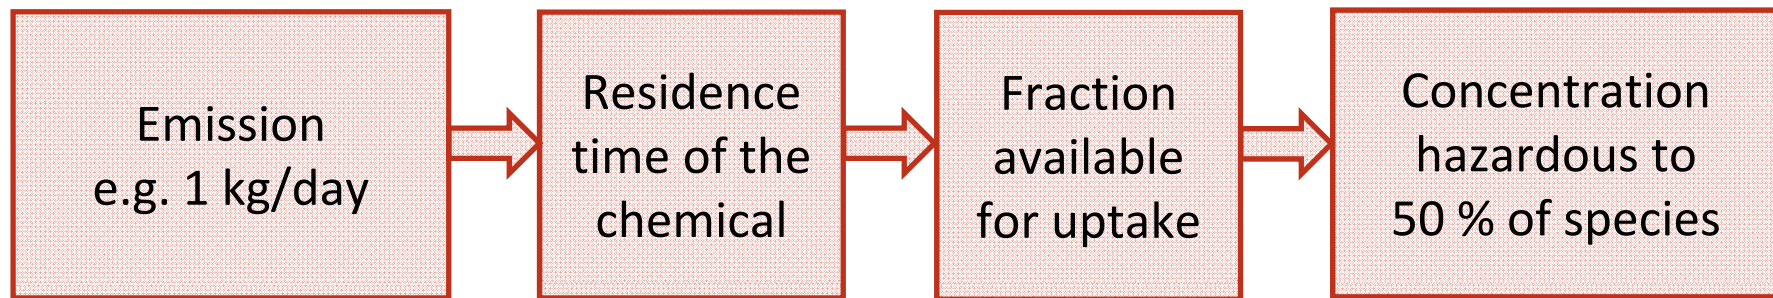 Emission
e.g. 1 kg/day
Residence
time of the
chemical
Fraction
available
for uptake
Concentration
hazardous to
50 % of species